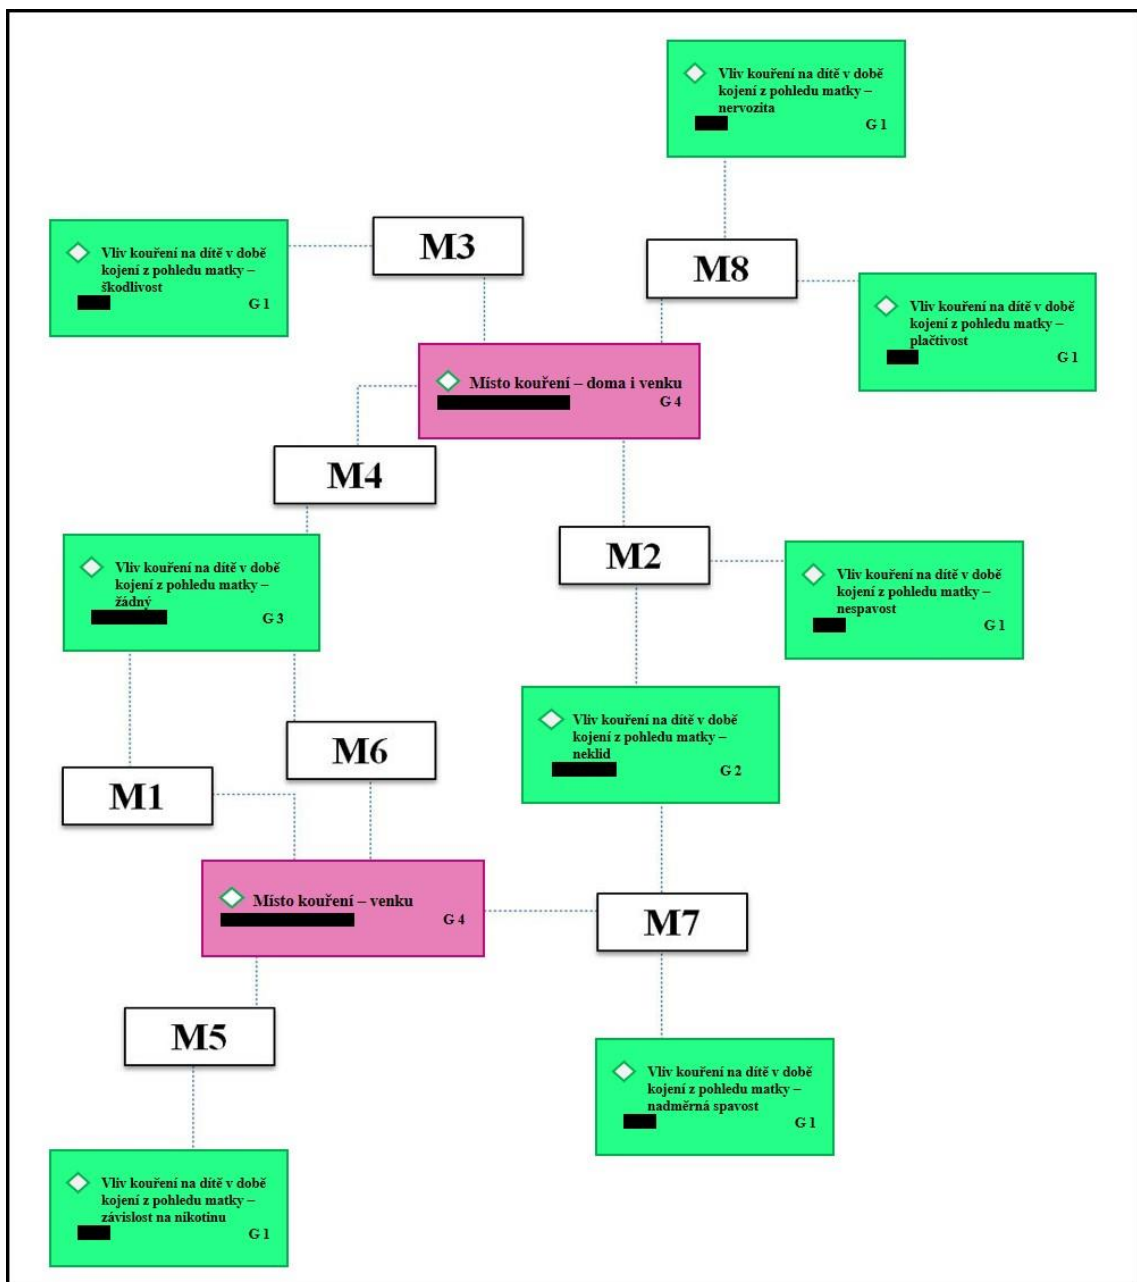 Vliv kouření na dítě v době
kojení z pohledu matky –
nervozita
G 1
M3
Vliv kouření na dítě v době
kojení z pohledu matky –
škodlivost
G 1
M8
Vliv kouření na dítě v době
kojení z pohledu matky –
plačtivost
G 1
Místo kouření – doma i venku
G 4
M4
M2
Vliv kouření na dítě v době
kojení z pohledu matky –
žádný
G 3
Vliv kouření na dítě v době
kojení z pohledu matky –
nespavost
G 1
Vliv kouření na dítě v době
kojení z pohledu matky –
neklid
G 2
M6
M1
Místo kouření – venku
G 4
M7
M5
Vliv kouření na dítě v době
kojení z pohledu matky –
nadměrná spavost
G 1
Vliv kouření na dítě v době
kojení z pohledu matky –
závislost na nikotinu
G 1